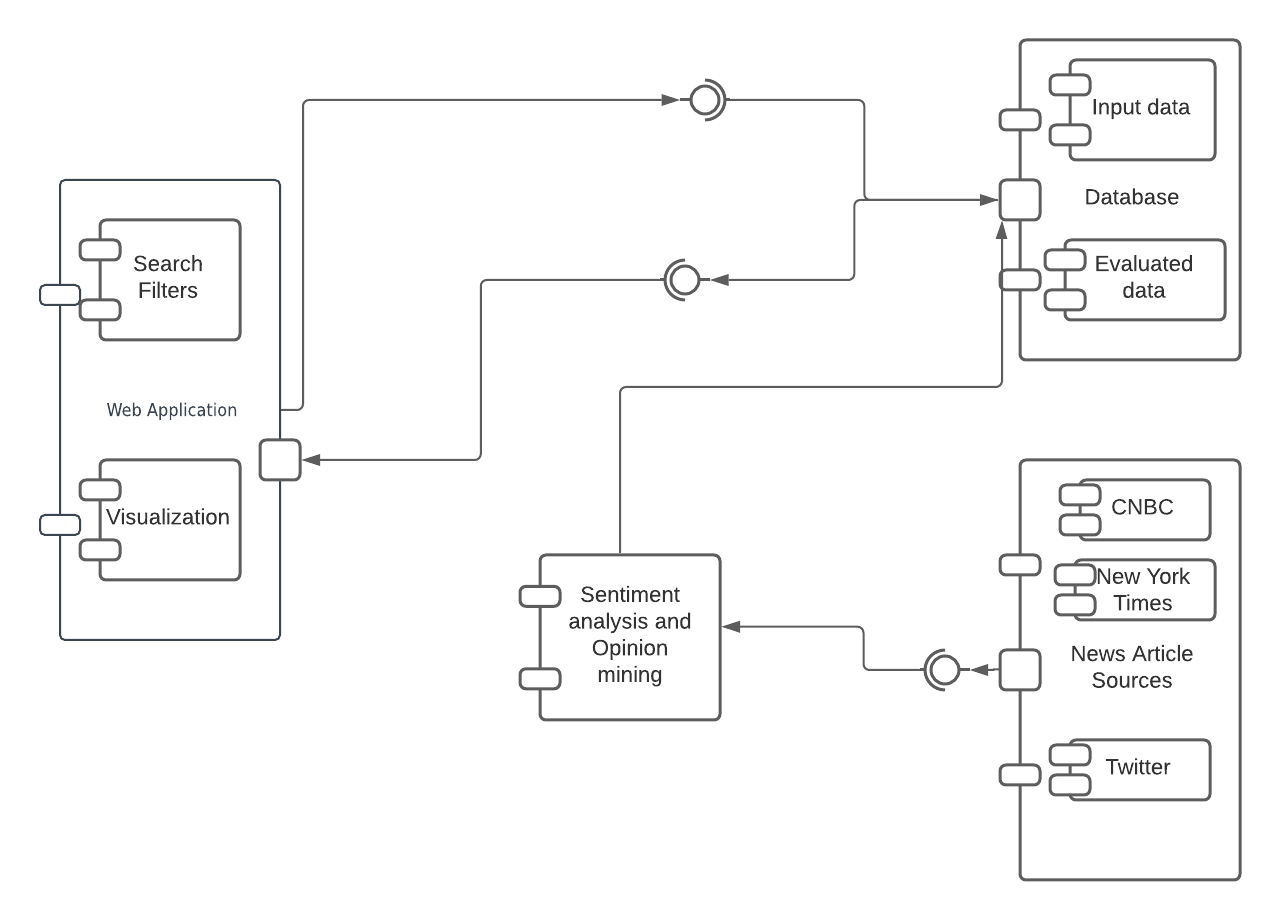 Search
Filters
Web Application
Visualization
Input data
Database
Evaluated
data
Sentiment
analysis and
Opinion
mining
CNBC
New York
Times
News Article
Sources
Twitter